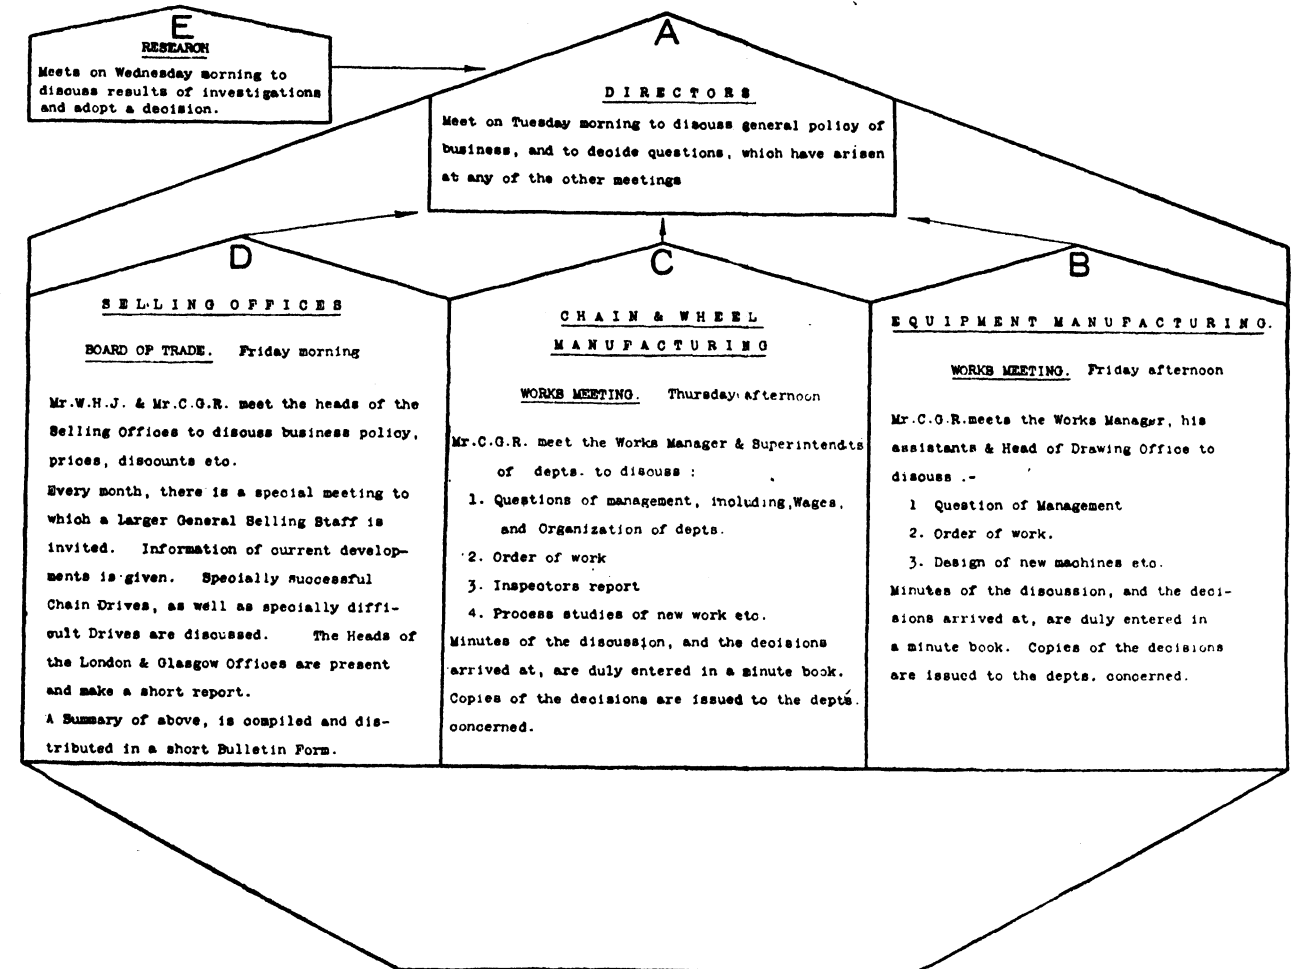 E
RESEARCH
Meets on Wednesday morning to
discuss results of investigations
and adopt a decision.
A
DIRECTORS
Meet on Tuesday morning to discuss general policy of
business, and to decide questions, which have arisen
at any of the other meetings
D
SELLING OFFICES
BOARD OF TRADE. Friday morning
Mr.W.H.J. & Mr.C.G.R. meet the heads of the
Selling Offices to discuss business policy,
prices, discounts etc.
Every month, there is a special meeting to
which a larger General Selling Staff is
invited. Information of current develop-
ments is given. Specially successful
Chain Drives, as well as specially diffi-
cult Drives are discussed. The Heads of
the London & Glasgow Offices are present
and make a short report.
A Summary of above, is compiled and dis-
tributed in a short Bulletin Form.
C
CHAIN & WHEEL
MANUFACTURING
WORKS MEETING. Thursday afternoon
Mr.C.G.R. meet the Works Manager & Superintendts
of depts. to discuss :
1. Questions of management, including,Wages,
and Organization of depts.
2. Order of work
3. Inspectors report
4. Process studies of new work etc.
Minutes of the discussion, and the decisions
arrived at, are duly entered in a minute book.
Copies of the decisions are issued to the depts.
concerned.
B
EQUIPMENT MANUFACTURING.
WORKS MEETING. Friday afternoon
Mr.C.G.R.meets the Works Manager, his
assistants & Head of Drawing Office to
discuss .-
1 Question of Management
2. Order of work.
3. Design of new machines etc.
Minutes of the discussion, and the deci-
sions arrived at, are duly entered in
a minute book. Copies of the decisions
are issued to the depts. concerned.